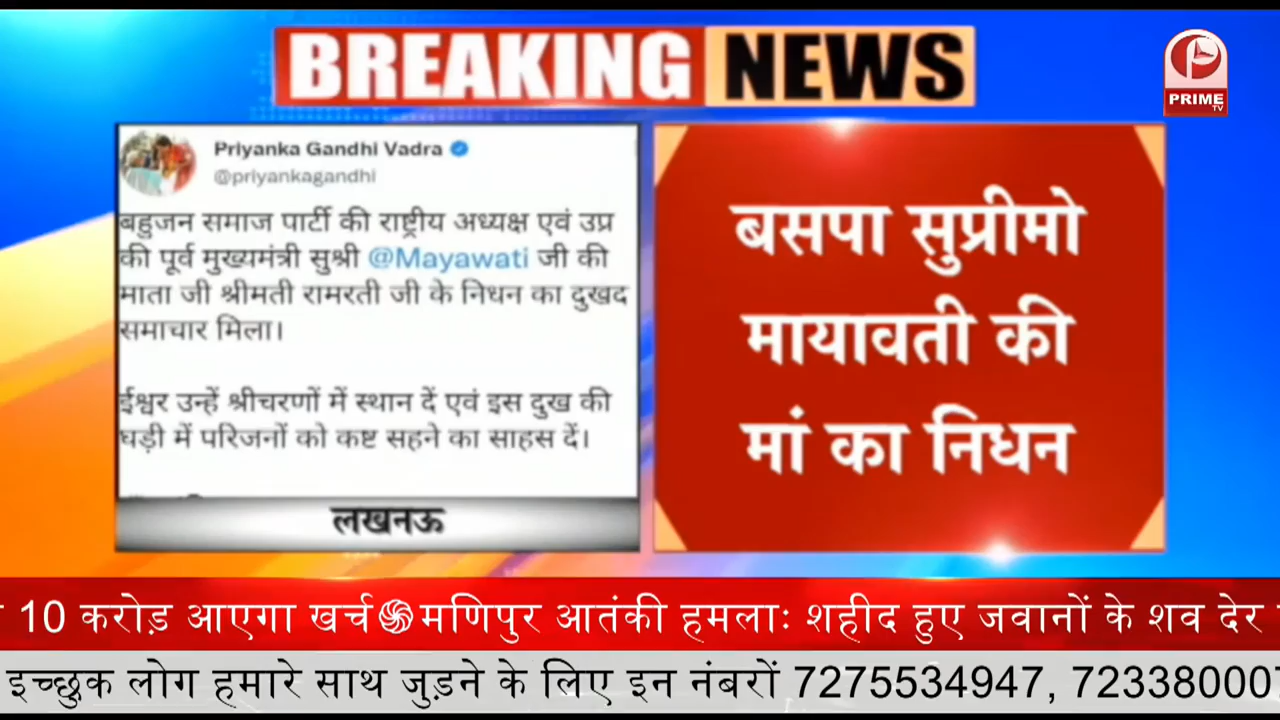 BREAKING NEWS
PRIME
TV
Priyanka Gandhi Vadra
@priyankagandhi
बहुजन समाज पार्टी की राष्ट्रीय अध्यक्ष एवं उप्र
की पूर्व मुख्यमंत्री सुश्री @Mayawati जी की
माता जी श्रीमती रामरती जी के निधन का दुखद
समाचार मिला।
ईश्वर उन्हें श्रीचरणों में स्थान दें एवं इस दुख की
घड़ी में परिजनों को कष्ट सहने का साहस दें।
लखनऊ
बसपा सुप्रीमो
मायावती की
मां का निधन
10 करोड़ आएगा खर्च मणिपुर आतंकी हमलाः शहीद हुए जवानों के शव देर
इच्छुक लोग हमारे साथ जुड़ने के लिए इन नंबरों 7275534947, 723380007